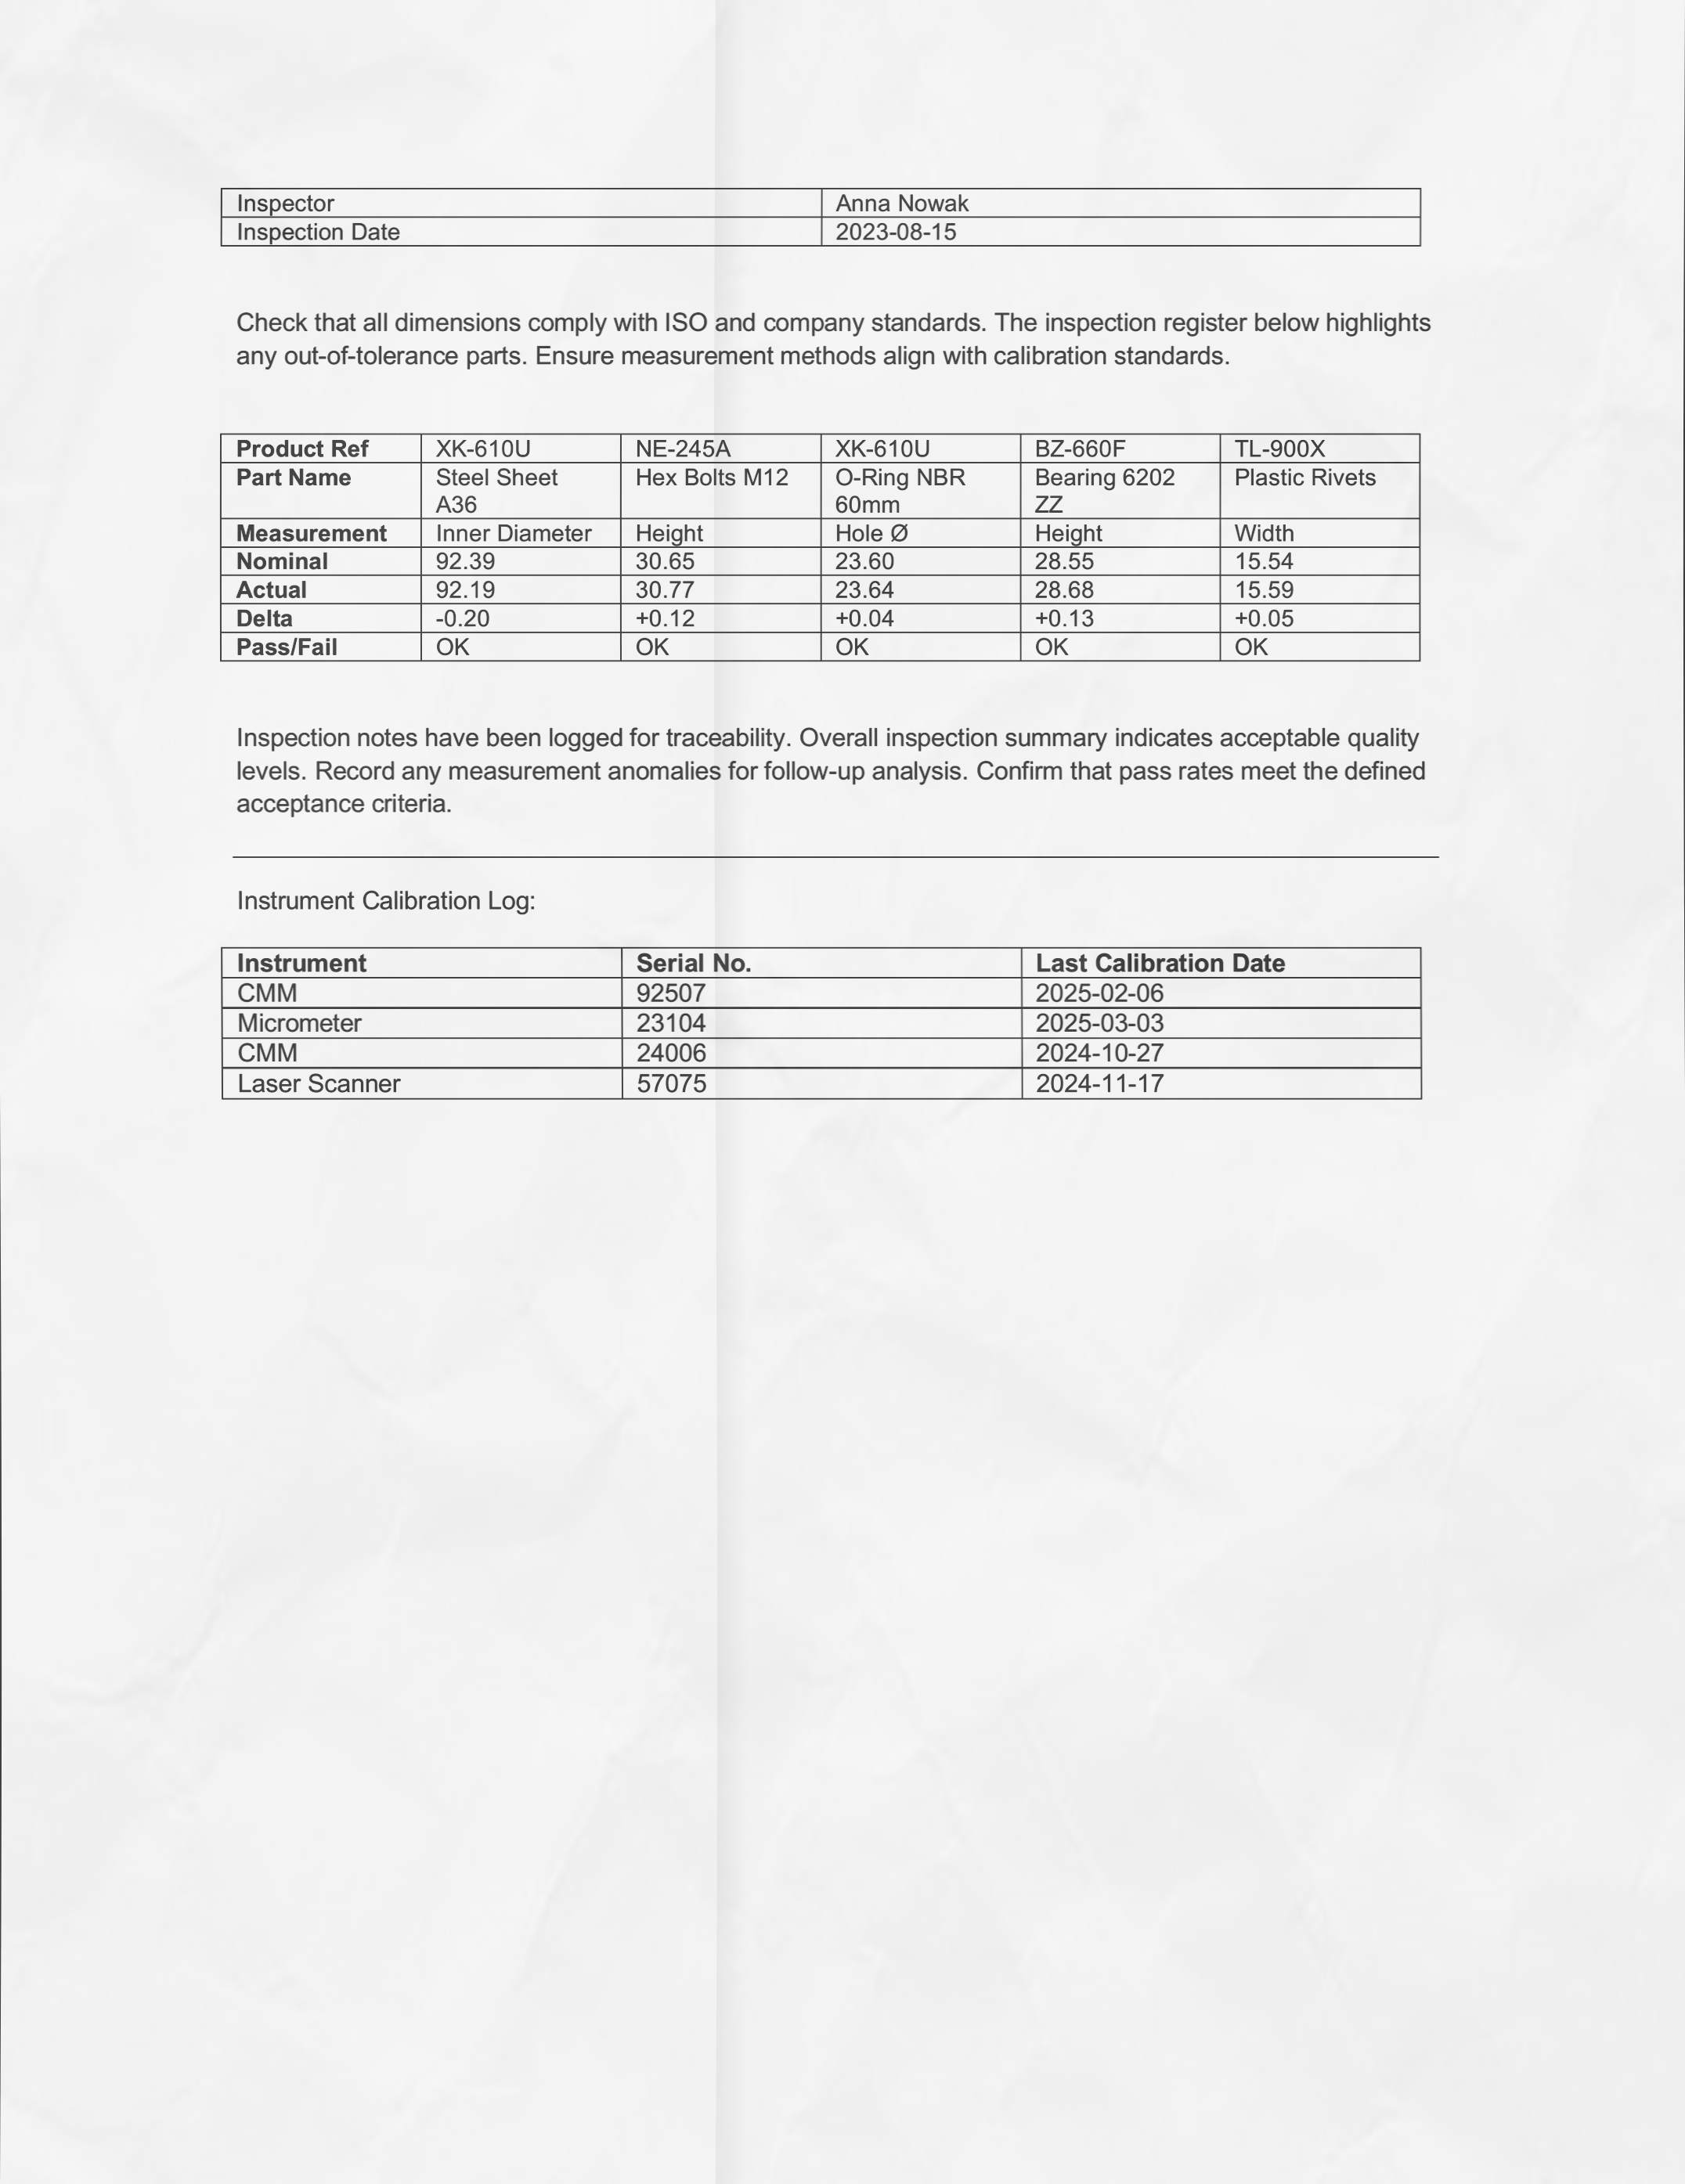 Inspector Anna Nowak
Inspection Date 2023-08-15
Check that all dimensions comply with ISO and company standards. The inspection register below highlights
any out-of-tolerance parts. Ensure measurement methods align with calibration standards.
Product Ref XK-610U NE-245A XK-610U BZ-660F TL-900X
Part Name Steel Sheet Hex Bolts M12 O-Ring NBR Bearing 6202 Plastic Rivets
A36 60mm ZZ
Measurement Inner Diameter Height Hole Ø Height Width
Nominal 92.39 30.65 23.60 28.55 15.54
Actual 92.19 30.77 23.64 28.68 15.59
Delta -0.20 +0.12 +0.04 +0.13 +0.05
Pass/Fail OK OK OK OK OK
Inspection notes have been logged for traceability. Overall inspection summary indicates acceptable quality
levels. Record any measurement anomalies for follow-up analysis. Confirm that pass rates meet the defined
acceptance criteria.
Instrument Calibration Log:
Instrument Serial No. Last Calibration Date
CMM 92507 2025-02-06
Micrometer 23104 2025-03-03
CMM 24006 2024-10-27
Laser Scanner 57075 2024-11-17